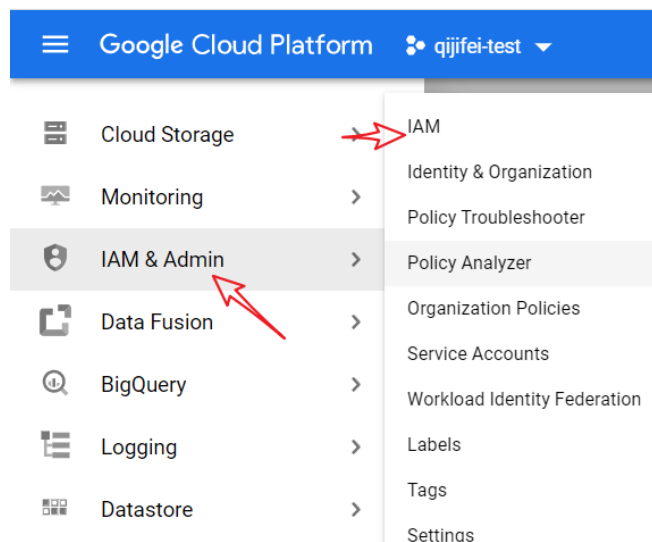 Google Cloud Platform
qijifei-test
Cloud Storage
Monitoring
IAM & Admin
Data Fusion
BigQuery
Logging
Datastore
IAM
Identity & Organization
Policy Troubleshooter
Policy Analyzer
Organization Policies
Service Accounts
Workload Identity Federation
Labels
Tags
Settings